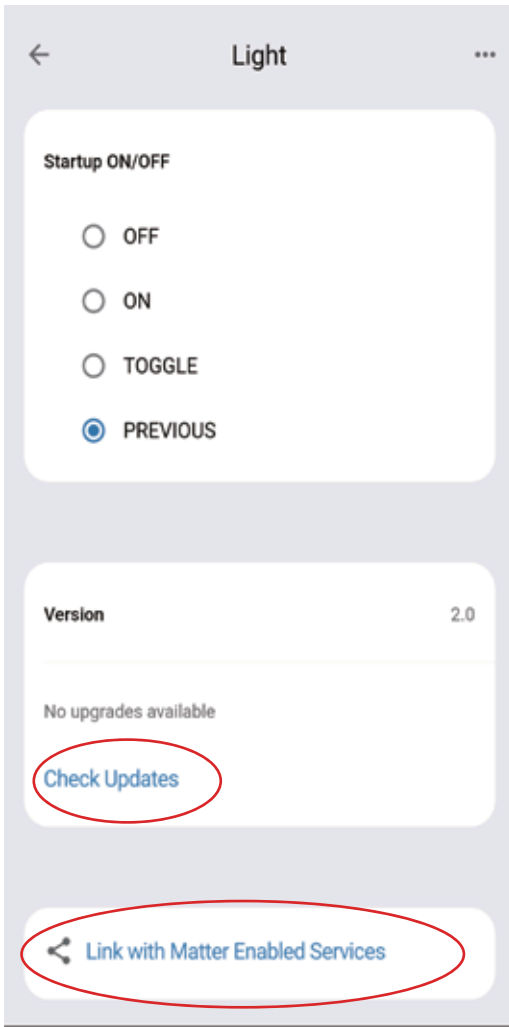 Light
Startup ON/OFF
OFF
ON
TOGGLE
PREVIOUS
Version 2.0
No upgrades available
Check Updates
Link with Matter Enabled Services